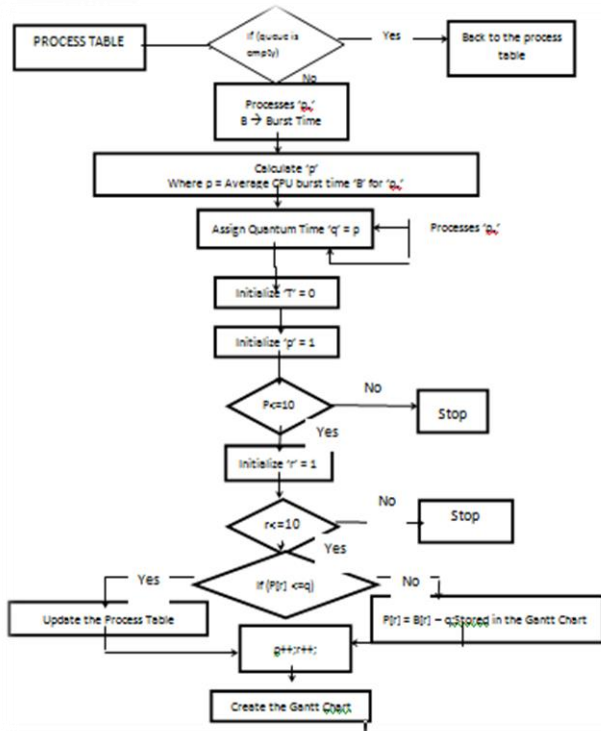 PROCESS TABLE
If (queue is
empty)
Yes
Back to the process
table
No
Processes 'pₙ'
B → Burst Time
Calculate 'p'
Where p = Average CPU burst time 'B' for 'pₙ'
Assign Quantum Time 'q' = p
Processes 'pₙ'
Initialize 'T' = 0
Initialize 'p' = 1
P<=10
No
Stop
Yes
Initialize 'r' = 1
r<=10
No
Stop
Yes
If (P[r] <=q)
Yes
No
Update the Process Table
P[r] = B[r] – q;Stored in the Gantt Chart
p++;r++;
Create the Gantt Chart